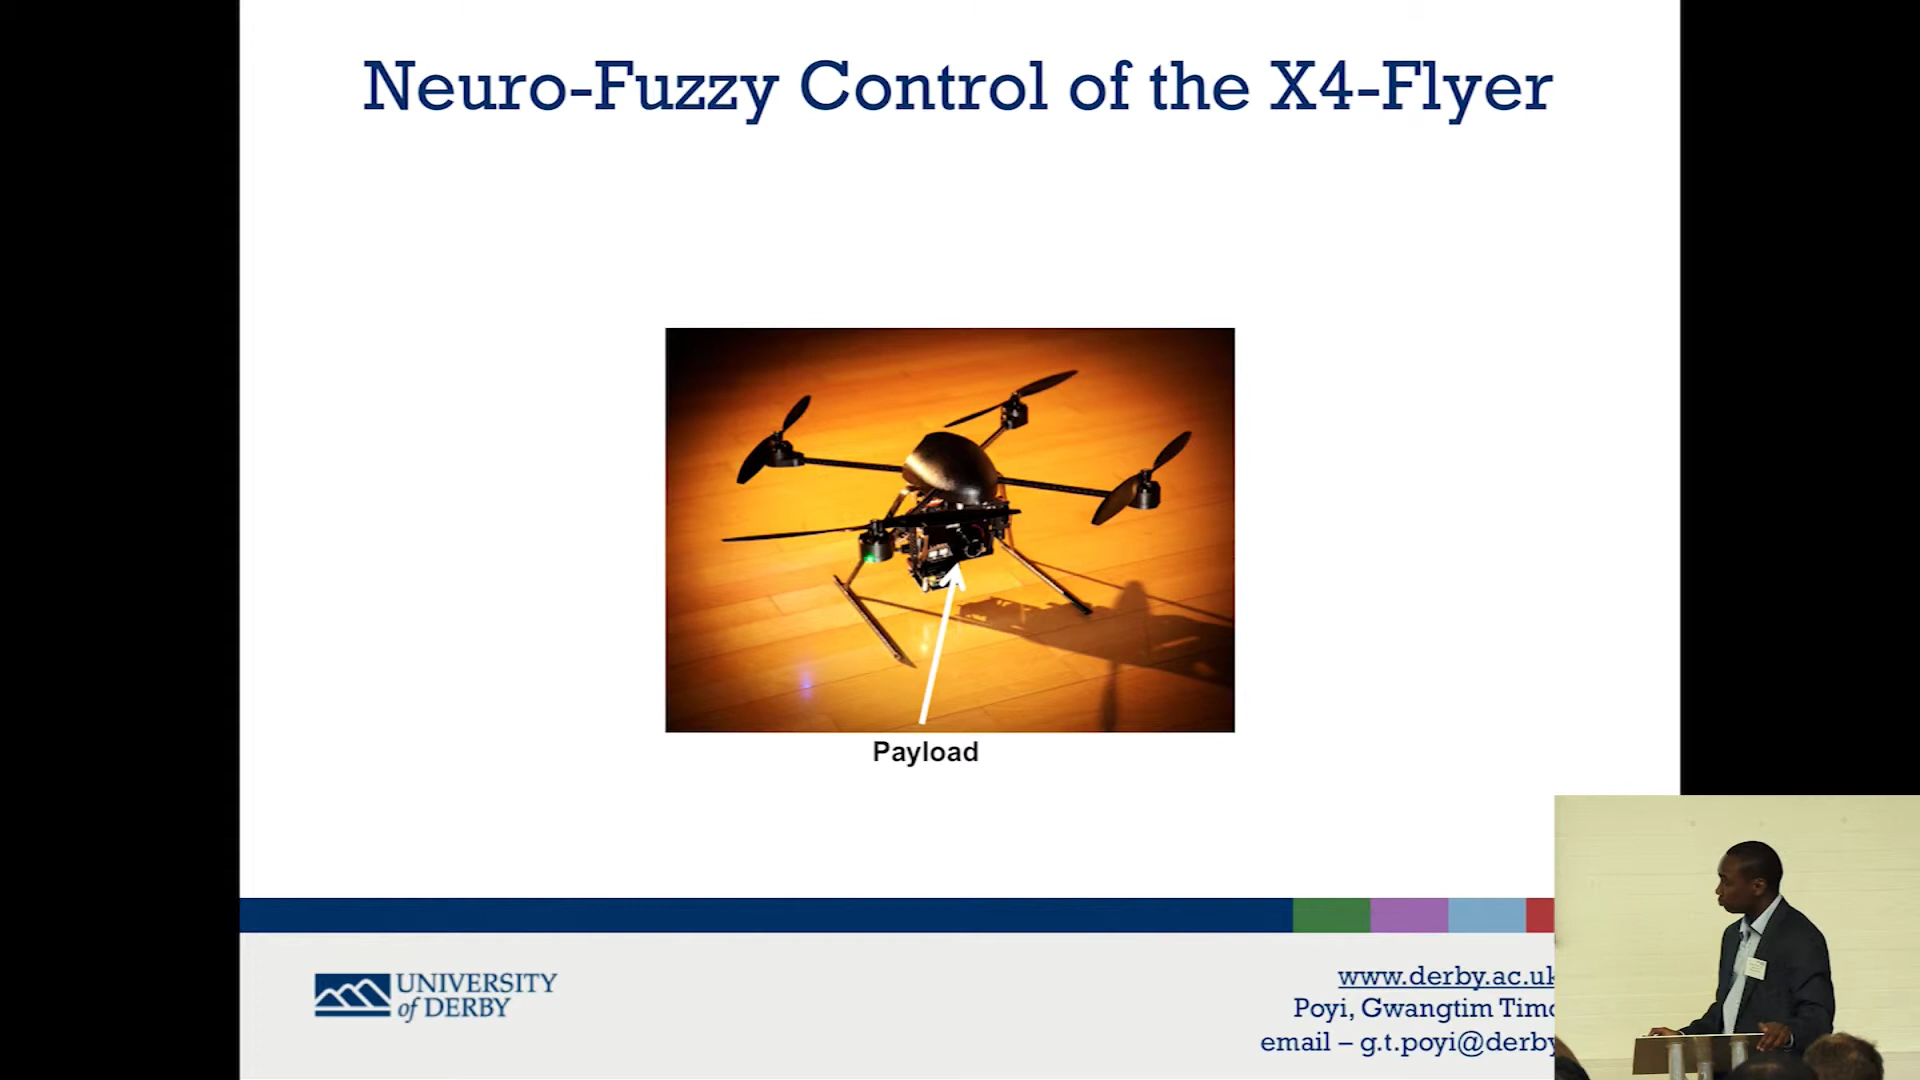 Neuro-Fuzzy Control of the X4-Flyer
Payload
UNIVERSITY
of DERBY
www.derby.ac.uk
Poyi, Gwangtim
email – g.t.poyi@derby